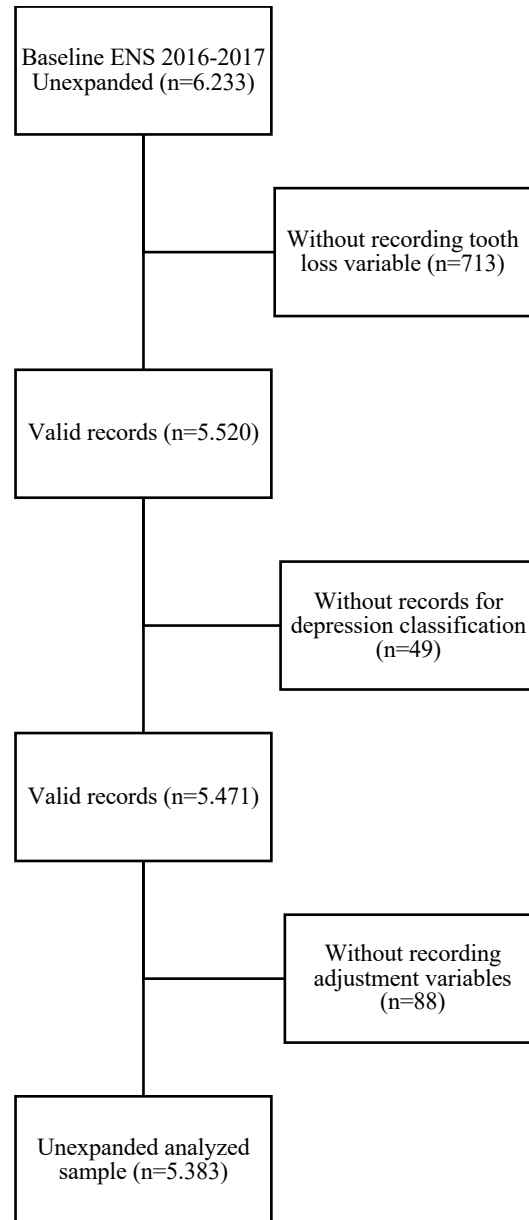 Baseline ENS 2016-2017
Unexpanded (n=6.233)
Without recording tooth
loss variable (n=713)
Valid records (n=5.520)
Without records for
depression classification
(n=49)
Valid records (n=5.471)
Without recording
adjustment variables
(n=88)
Unexpanded analyzed
sample (n=5.383)